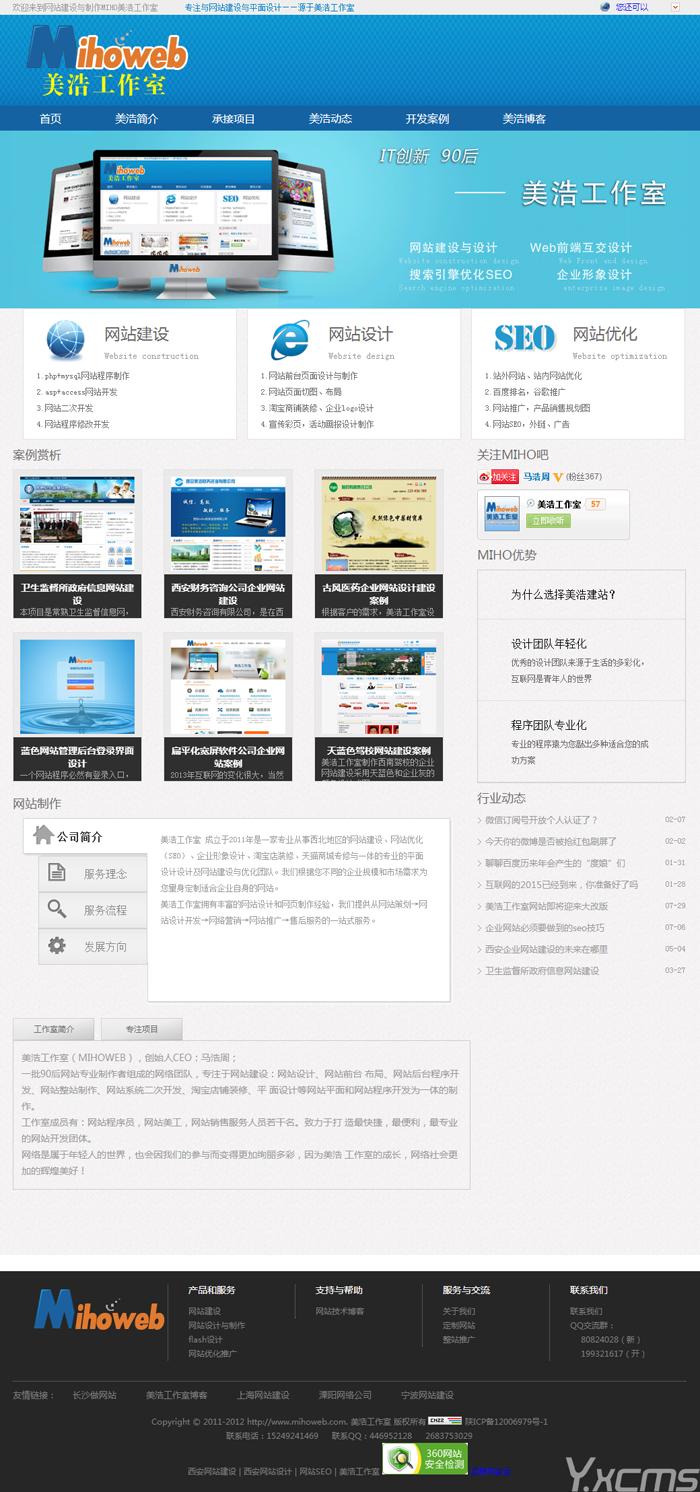 欢迎来到网站建设与制作MIHO美浩工作室
专注与网站建设与平面设计——源于美浩工作室
您还可以
Mihoweb
美浩工作室
首页 美浩简介 承接项目 美浩动态 开发案例 美浩博客
IT创新 90后
—— 美浩工作室
网站建设与设计 Web前端互交设计
Website construction design Web Front end design
搜索引擎优化SEO 企业形象设计
Search engine optimization enterprise image design
网站建设
Website construction
1.php+mysql网站程序制作
2.asp+access网站开发
3.网站二次开发
4.网站程序修改开发
网站设计
Website design
1.网站前台页面设计与制作
2.网站页面切图、布局
3.淘宝商铺装修、企业logo设计
4.宣传彩页，活动画报设计制作
SEO
网站优化
Website optimization
1.站外网站、站内网站优化
2.百度排名，谷歌推广
3.网站推广，产品销售规划图
4.网站SEO，外链、广告
案例赏析
卫生监督所政府信息网站建
设
本项目是常熟卫生监督信息网，
西安财务咨询公司企业网站
建设
西安财务咨询有限公司，是在西
古风医药企业网站设计建设
案例
根据客户的需求，美浩工作室设
蓝色网站管理后台登录界面
设计
一个网站程序必然有登录入口，
扁平化宽屏软件公司企业网
站案例
2013年互联网的变化很大，当然
天蓝色驾校网站建设案例
美浩工作室制作西南驾校的企业
网站建设采用天蓝色和企业灰的
关注MIHO吧
加关注 马浩周 (粉丝367)
美浩工作室 57
立即收听
MIHO优势
为什么选择美浩建站？
设计团队年轻化
优秀的设计团队来源于生活的多彩化，
互联网是青年人的世界
程序团队专业化
专业的程序猿为您敲出多种适合您的成
功方案
网站制作
公司简介
服务理念
服务流程
发展方向
美浩工作室 成立于2011年是一家专业从事西北地区的网站建设、网站优化
（SEO）、企业形象设计、淘宝店装修、天猫商城专修与一体的专业的平面
设计设计及网站建设与优化团队。我们根据您不同的企业规模和市场需求为
您量身定制适合企业自身的网站。
美浩工作室拥有丰富的网站设计和网页制作经验，我们提供从网站策划→网
站设计开发→网络营销→网站推广→售后服务的一站式服务。
行业动态
微信订阅号开放个人认证了？ 02-07
今天你的微博是否被抢红包刷屏了 02-02
聊聊百度历来年会产生的“度娘”们 01-31
互联网的2015已经到来，你准备好了吗 01-28
美浩工作室网站即将迎来大改版 07-29
企业网站必须要做到的seo技巧 07-06
西安企业网站建设的未来在哪里 05-04
卫生监督所政府信息网站建设 03-27
工作室简介 专注项目
美浩工作室（MIHOWEB），创始人CEO；马浩周；
一批90后网站专业制作者组成的网络团队，专注于网站建设：网站设计、网站前台 布局、网站后台程序开
发、网站整站制作、网站系统二次开发、淘宝店铺装修、平 面设计等网站平面和网站程序开发为一体的制
作。
工作室成员有：网站程序员，网站美工，网站销售服务人员若干名。致力于打 造最快捷，最便利，最专业
的网站开发团体。
网络是属于年轻人的世界，也会因我们的参与而变得更加绚丽多彩，因为美浩 工作室的成长，网络社会更
加的辉煌美好！
Mihoweb
产品和服务
网站建设
网站设计与制作
flash设计
网站优化推广
支持与帮助
网站技术博客
服务与交流
关于我们
定制网站
整站推广
联系我们
联系我们
QQ交流群：
80824028（新）
199321617（开）
友情链接： 长沙做网站 美浩工作室博客 上海网站建设 溧阳网络公司 宁波网站建设
Copyright © 2011-2012 http://www.mihoweb.com. 美浩工作室 版权所有 CNZZ 陕ICP备12006979号-1
联系电话：15249241469 联系QQ：446952128 2683753029
西安网站建设 | 西安网站设计 | 网站SEO | 美浩工作室
360网站
安全检测
Y.xcms